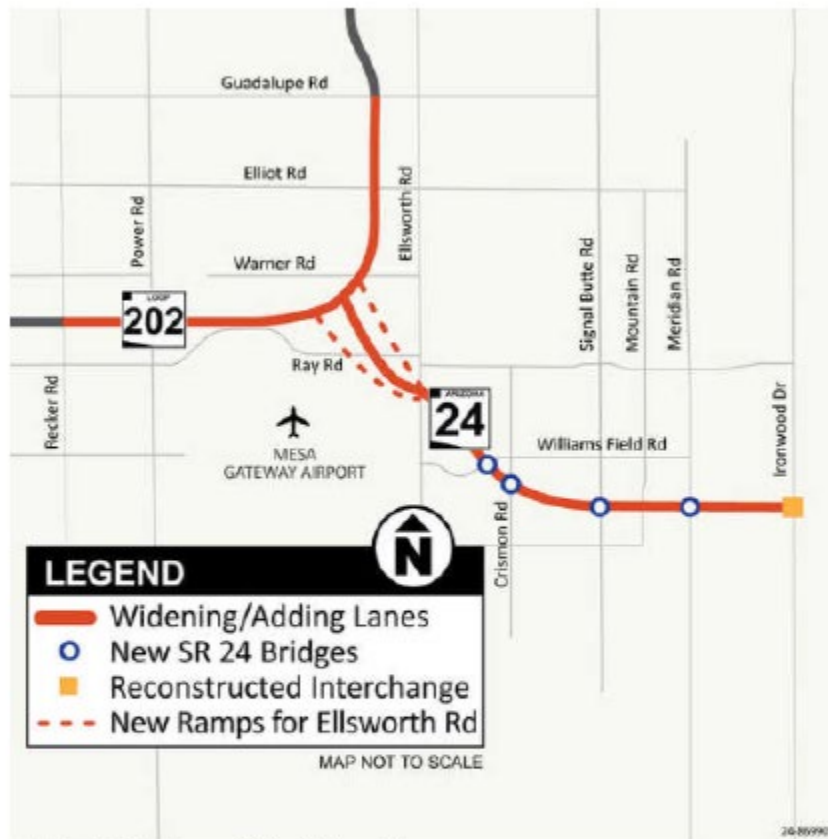 Guadalupe Rd
Elliot Rd
Ellsworth Rd
Power Rd
Warner Rd
LOOP
202
Signal Butte Rd
Mountain Rd
Meridian Rd
Ray Rd
Recker Rd
ARIZONA
24
Ironwood Dr
Williams Field Rd
MESA
GATEWAY AIRPORT
Crismon Rd
N
LEGEND
Widening/Adding Lanes
New SR 24 Bridges
Reconstructed Interchange
New Ramps for Ellsworth Rd
MAP NOT TO SCALE